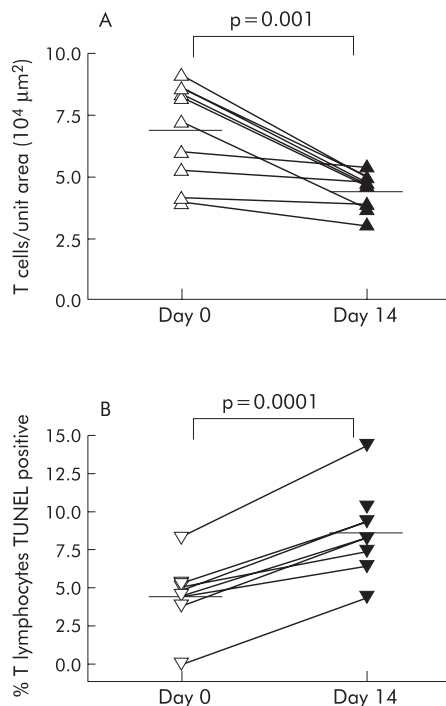 A
p=0.001
T cells/unit area (10⁴ µm²)
10.0
7.5
5.0
2.5
0.0
Day 0 Day 14
B
p=0.0001
% T lymphocytes TUNEL positive
15.0
12.5
10.0
7.5
5.0
2.5
0.0
Day 0 Day 14